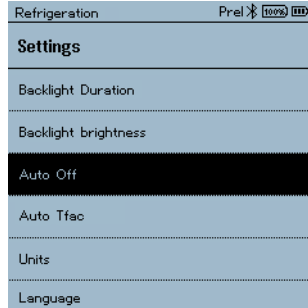 Refrigeration Prel 100%
Settings
Backlight Duration
Backlight brightness
Auto Off
Auto Tfac
Units
Language